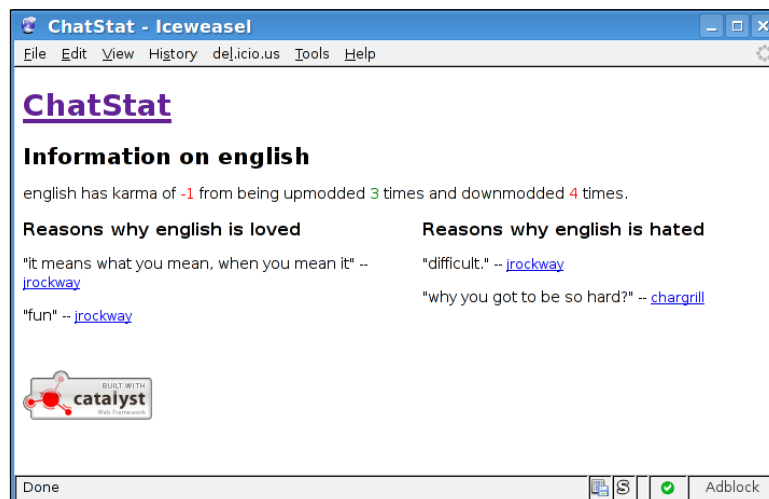 ChatStat - Iceweasel
File Edit View History del.icio.us Tools Help
ChatStat
Information on english
english has karma of -1 from being upmodded 3 times and downmodded 4 times.
Reasons why english is loved
"it means what you mean, when you mean it" --
jrockway
"fun" -- jrockway
Reasons why english is hated
"difficult." -- jrockway
"why you got to be so hard?" -- chargrill
BUILT WITH
catalyst
Web Framework
Done
S
Adblock